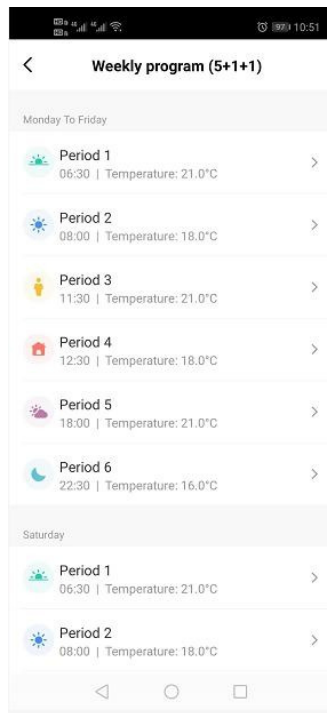 10:51
Weekly program (5+1+1)
Monday To Friday
Period 1
06:30 | Temperature: 21.0°C
Period 2
08:00 | Temperature: 18.0°C
Period 3
11:30 | Temperature: 21.0°C
Period 4
12:30 | Temperature: 18.0°C
Period 5
18:00 | Temperature: 21.0°C
Period 6
22:30 | Temperature: 16.0°C
Saturday
Period 1
06:30 | Temperature: 21.0°C
Period 2
08:00 | Temperature: 18.0°C